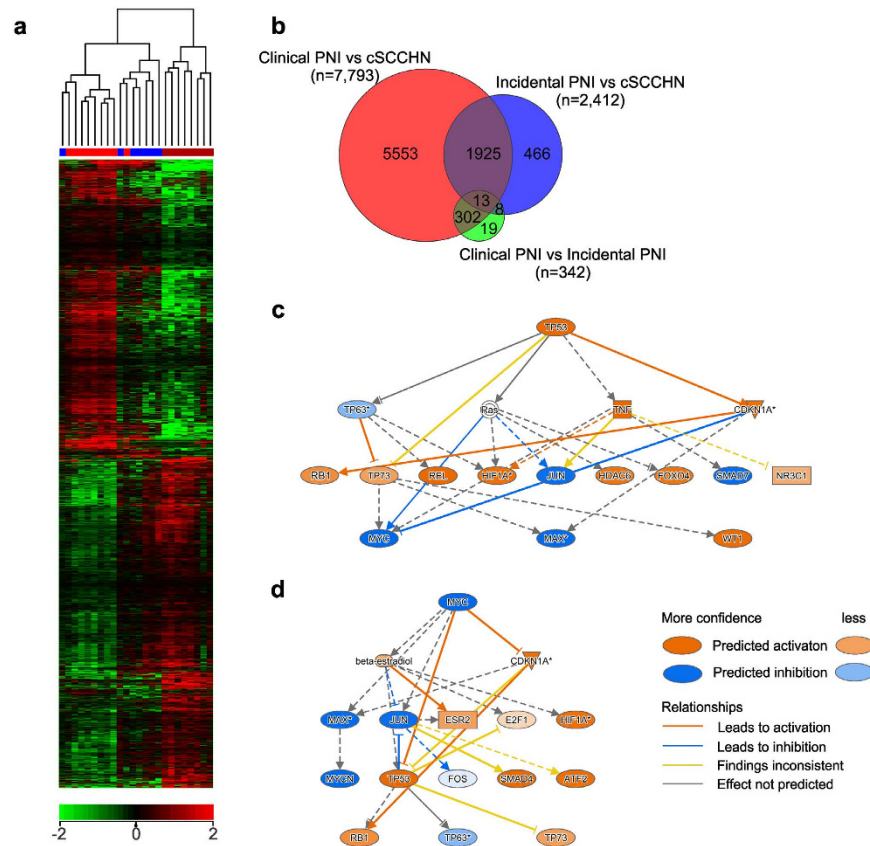 a
-2
2
b
Clinical PNI vs cSCCHN
(n=7,793)
Incidental PNI vs cSCCHN
(n=2,412)
5553
1925
466
13
8
302
19
Clinical PNI vs Incidental PNI
(n=342)
c
TP53
TP63*
Ras
TNF
CDKN1A*
RB1
TP73
REL
HIF1A*
JUN
HDAC6
FOXO4
SMAD7
NR3C1
MYC
MAX*
WT1
d
MYC
beta-estradiol
CDKN1A*
MAX*
JUN
ESR2
E2F1
HIF1A*
MYCN
TP53
FOS
SMAD4
ATF2
RB1
TP63*
TP73
More confidence
less
Predicted activaton
Predicted inhibition
Relationships
Leads to activation
Leads to inhibition
Findings inconsistent
Effect not predicted